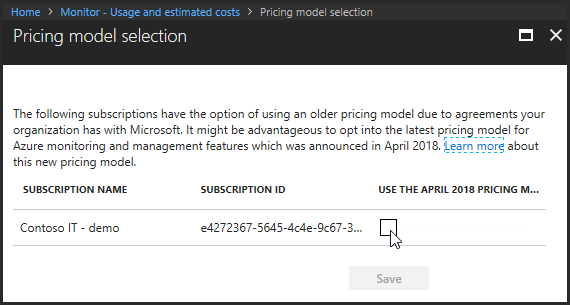 Home > Monitor - Usage and estimated costs > Pricing model selection
Pricing model selection
The following subscriptions have the option of using an older pricing model due to agreements your
organization has with Microsoft. It might be advantageous to opt into the latest pricing model for
Azure monitoring and management features which was announced in April 2018. Learn more about
this new pricing model.
SUBSCRIPTION NAME SUBSCRIPTION ID USE THE APRIL 2018 PRICING M...
Contoso IT - demo e4272367-5645-4c4e-9c67-3...
Save